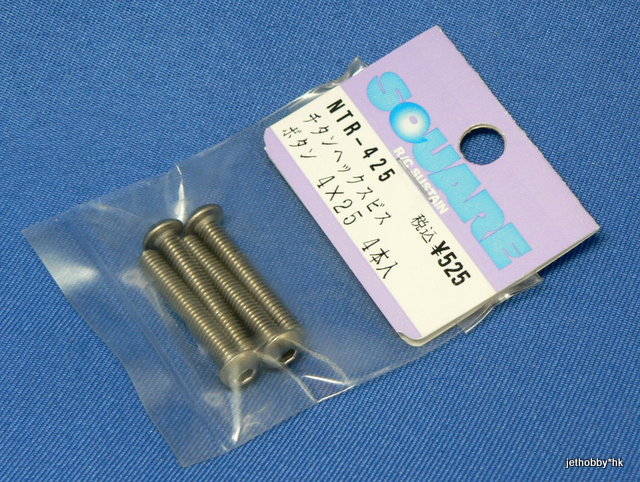 SQUARE
R/C SUSTAIN
NTR-425
チタンヘックスビス
ボタン 4X25 4本入
税込 ¥525
jethobby*hk